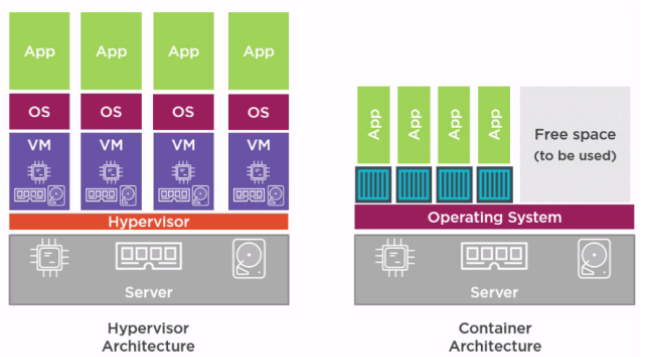 App App App App
OS OS OS OS
VM VM VM VM
Hypervisor
Server
Hypervisor
Architecture
App App App App
Free space
(to be used)
Operating System
Server
Container
Architecture